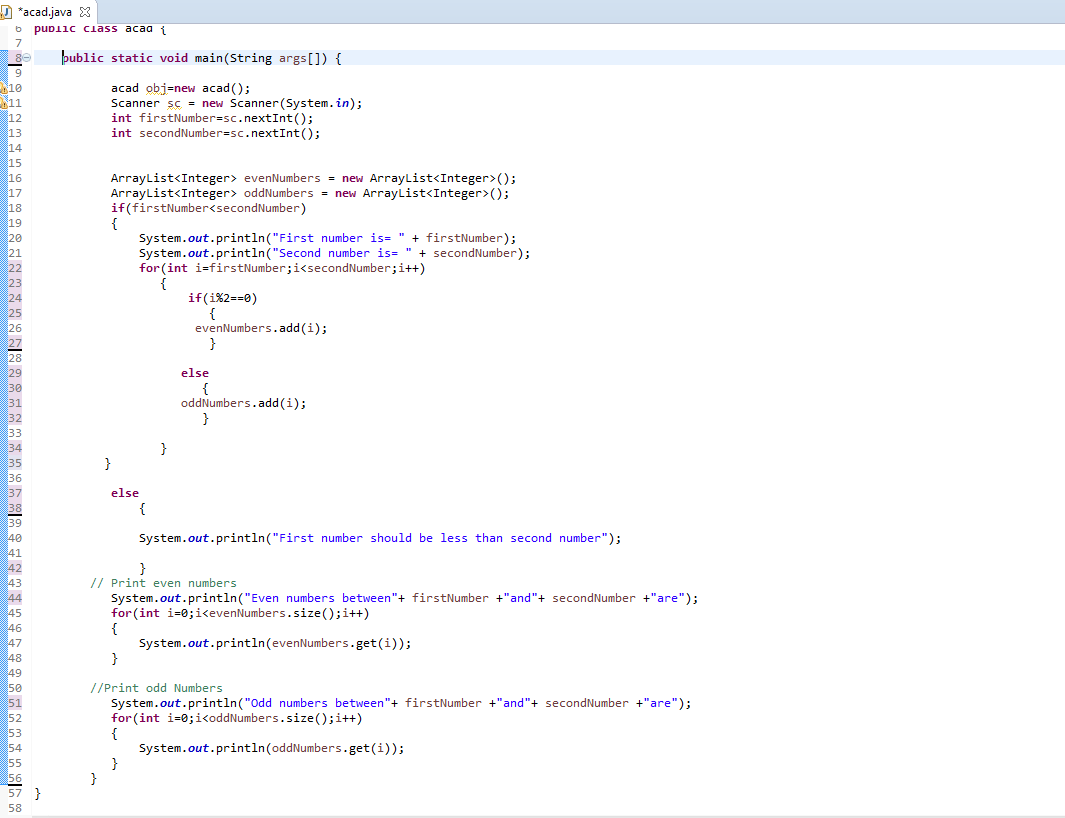 *acad.java
6 public class acad {
7
8 public static void main(String args[]) {
9
10 acad obj=new acad();
11 Scanner sc = new Scanner(System.in);
12 int firstNumber=sc.nextInt();
13 int secondNumber=sc.nextInt();
14
15
16 ArrayList<Integer> evenNumbers = new ArrayList<Integer>();
17 ArrayList<Integer> oddNumbers = new ArrayList<Integer>();
18 if(firstNumber<secondNumber)
19 {
20 System.out.println("First number is= " + firstNumber);
21 System.out.println("Second number is= " + secondNumber);
22 for(int i=firstNumber;i<secondNumber;i++)
23 {
24 if(i%2==0)
25 {
26 evenNumbers.add(i);
27 }
28
29 else
30 {
31 oddNumbers.add(i);
32 }
33
34 }
35 }
36
37 else
38 {
39
40 System.out.println("First number should be less than second number");
41
42 }
43 // Print even numbers
44 System.out.println("Even numbers between"+ firstNumber +"and"+ secondNumber +"are");
45 for(int i=0;i<evenNumbers.size();i++)
46 {
47 System.out.println(evenNumbers.get(i));
48 }
49
50 //Print odd Numbers
51 System.out.println("Odd numbers between"+ firstNumber +"and"+ secondNumber +"are");
52 for(int i=0;i<oddNumbers.size();i++)
53 {
54 System.out.println(oddNumbers.get(i));
55 }
56 }
57 }
58